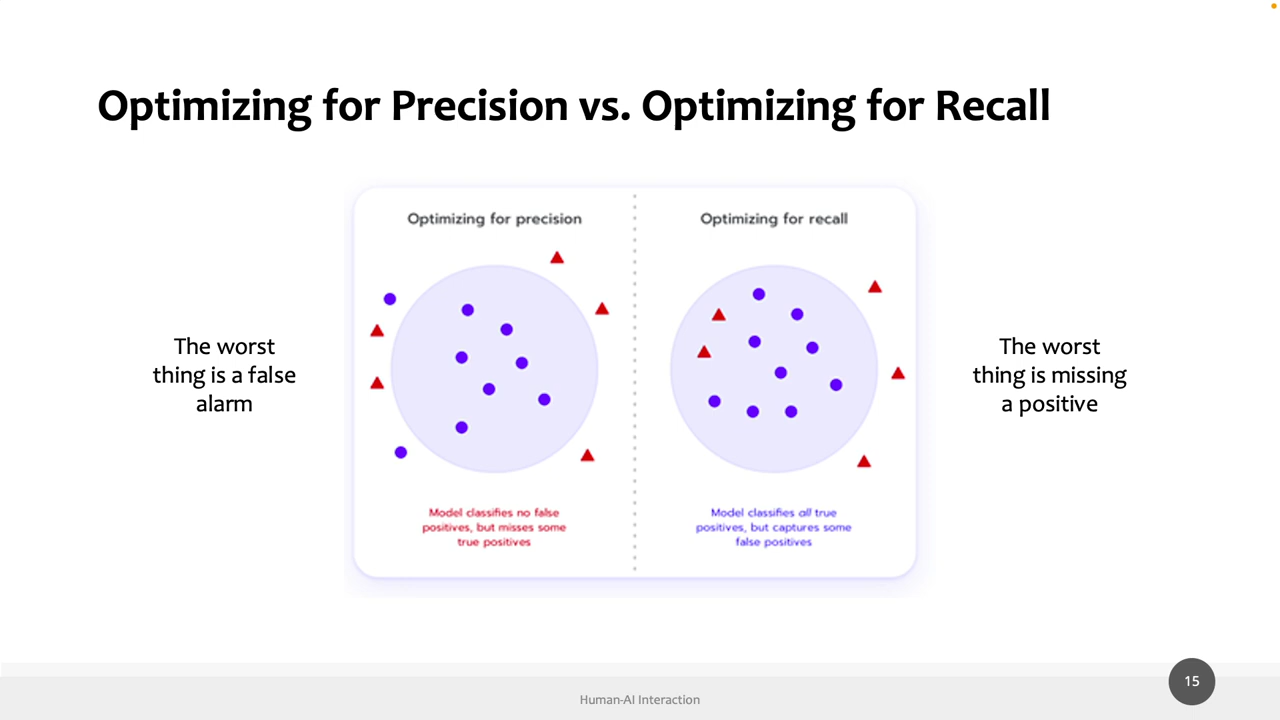 Optimizing for Precision vs. Optimizing for Recall
The worst
thing is a false
alarm
Optimizing for precision
Model classifies no false
positives, but misses some
true positives
Optimizing for recall
Model classifies all true
positives, but captures some
false positives
The worst
thing is missing
a positive
Human-AI Interaction
15